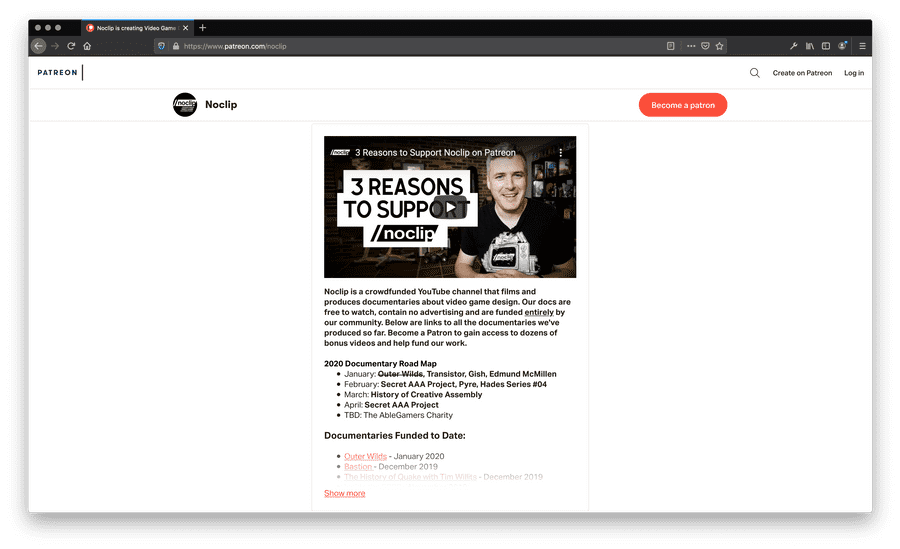 Noclip is creating Video Game
https://www.patreon.com/noclip
PATREON
Create on Patreon
Log in
/noclip
Noclip
Become a patron
/noclip 3 Reasons to Support Noclip on Patreon
3 REASONS
TO SUPPORT
/noclip
/noclip
Noclip is a crowdfunded YouTube channel that films and
produces documentaries about video game design. Our docs are
free to watch, contain no advertising and are funded entirely by
our community. Below are links to all the documentaries we've
produced so far. Become a Patron to gain access to dozens of
bonus videos and help fund our work.
2020 Documentary Road Map
January: Outer Wilds, Transistor, Gish, Edmund McMillen
February: Secret AAA Project, Pyre, Hades Series #04
March: History of Creative Assembly
April: Secret AAA Project
TBD: The AbleGamers Charity
Documentaries Funded to Date:
Outer Wilds - January 2020
Bastion - December 2019
The History of Quake with Tim Willits - December 2019
Show more